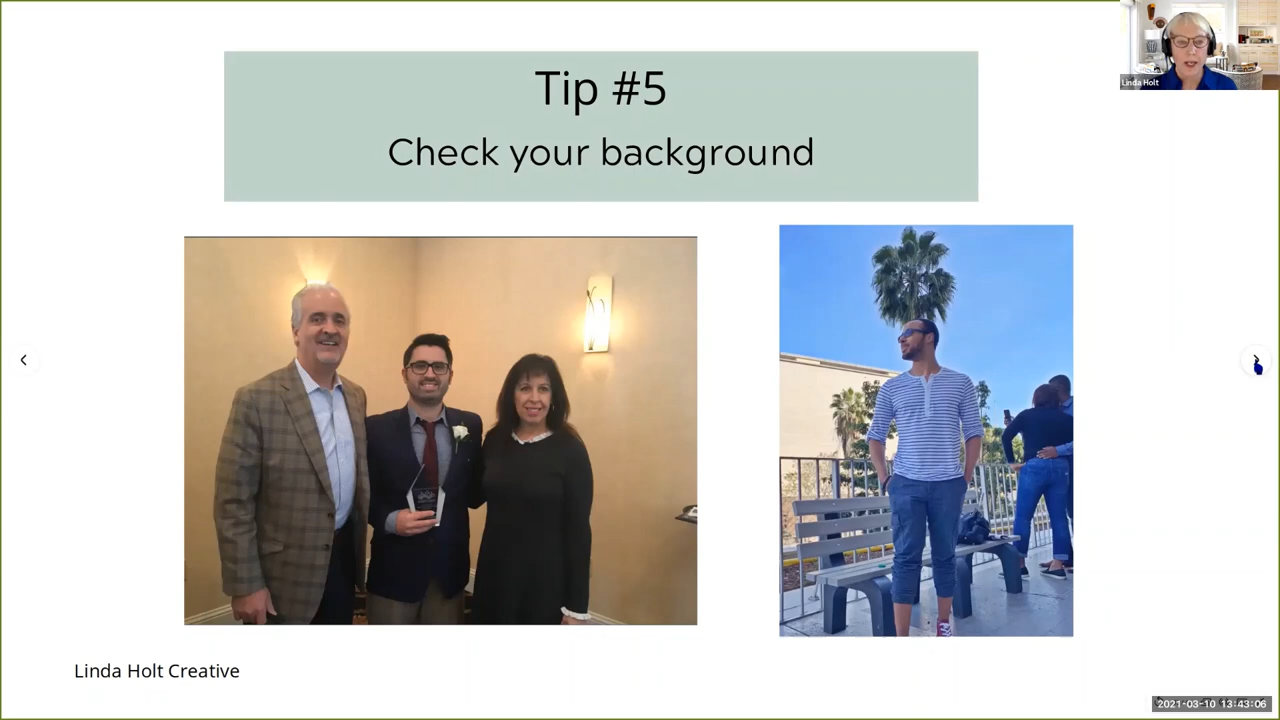 Tip #5
Check your background
Linda Holt
Linda Holt Creative
2021-03-10 13:43:06